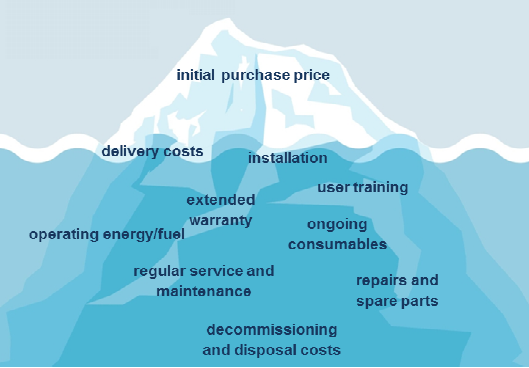 initial purchase price
delivery costs
installation
user training
extended
warranty
ongoing
consumables
operating energy/fuel
regular service and
maintenance
repairs and
spare parts
decommissioning
and disposal costs